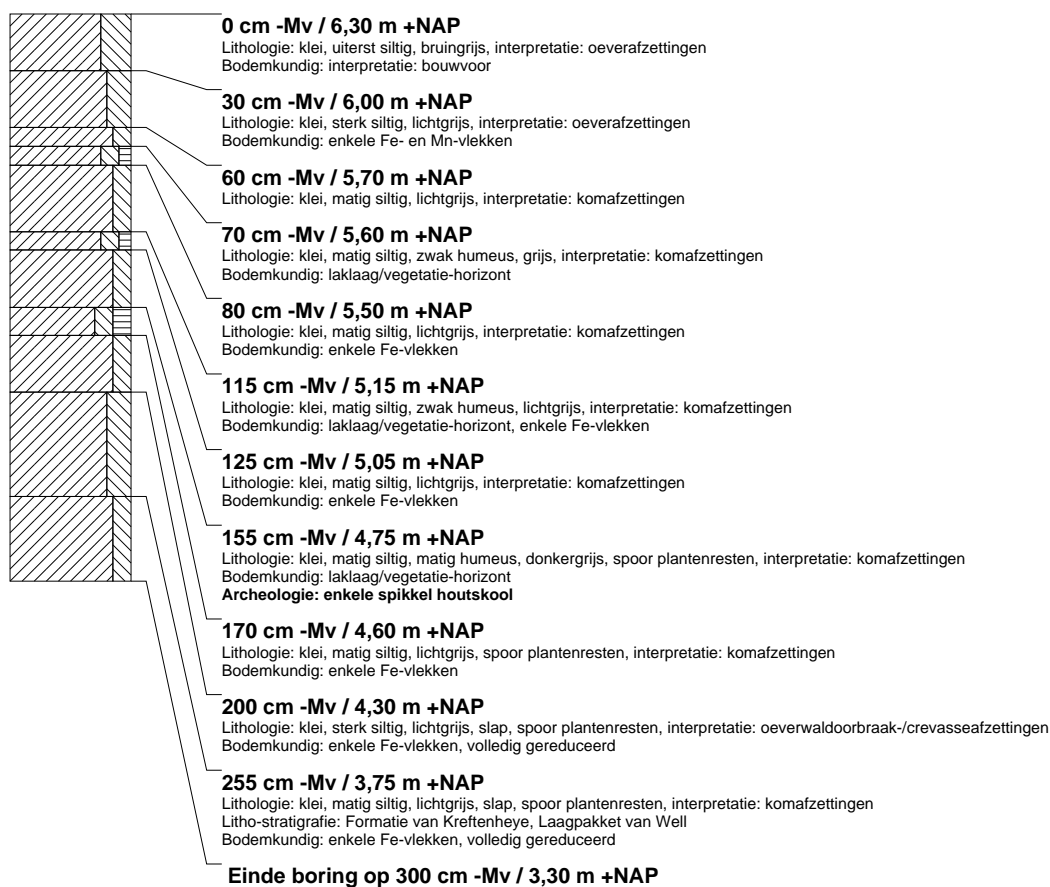 0 cm -Mv / 6,30 m +NAP
Lithologie: klei, uiterst siltig, bruingrijs, interpretatie: oeverafzettingen
Bodemkundig: interpretatie: bouwvoor
30 cm -Mv / 6,00 m +NAP
Lithologie: klei, sterk siltig, lichtgrijs, interpretatie: oeverafzettingen
Bodemkundig: enkele Fe- en Mn-vlekken
60 cm -Mv / 5,70 m +NAP
Lithologie: klei, matig siltig, lichtgrijs, interpretatie: komafzettingen
70 cm -Mv / 5,60 m +NAP
Lithologie: klei, matig siltig, zwak humeus, grijs, interpretatie: komafzettingen
Bodemkundig: laklaag/vegetatie-horizont
80 cm -Mv / 5,50 m +NAP
Lithologie: klei, matig siltig, lichtgrijs, interpretatie: komafzettingen
Bodemkundig: enkele Fe-vlekken
115 cm -Mv / 5,15 m +NAP
Lithologie: klei, matig siltig, zwak humeus, lichtgrijs, interpretatie: komafzettingen
Bodemkundig: laklaag/vegetatie-horizont, enkele Fe-vlekken
125 cm -Mv / 5,05 m +NAP
Lithologie: klei, matig siltig, lichtgrijs, interpretatie: komafzettingen
Bodemkundig: enkele Fe-vlekken
155 cm -Mv / 4,75 m +NAP
Lithologie: klei, matig siltig, matig humeus, donkergrijs, spoor plantenresten, interpretatie: komafzettingen
Bodemkundig: laklaag/vegetatie-horizont
Archeologie: enkele spikkel houtskool
170 cm -Mv / 4,60 m +NAP
Lithologie: klei, matig siltig, lichtgrijs, spoor plantenresten, interpretatie: komafzettingen
Bodemkundig: enkele Fe-vlekken
200 cm -Mv / 4,30 m +NAP
Lithologie: klei, sterk siltig, lichtgrijs, slap, spoor plantenresten, interpretatie: oeverwaldoorbraak-/crevasseafzettingen
Bodemkundig: enkele Fe-vlekken, volledig gereduceerd
255 cm -Mv / 3,75 m +NAP
Lithologie: klei, matig siltig, lichtgrijs, slap, spoor plantenresten, interpretatie: komafzettingen
Litho-stratigrafie: Formatie van Kreftenheye, Laagpakket van Well
Bodemkundig: enkele Fe-vlekken, volledig gereduceerd
Einde boring op 300 cm -Mv / 3,30 m +NAP